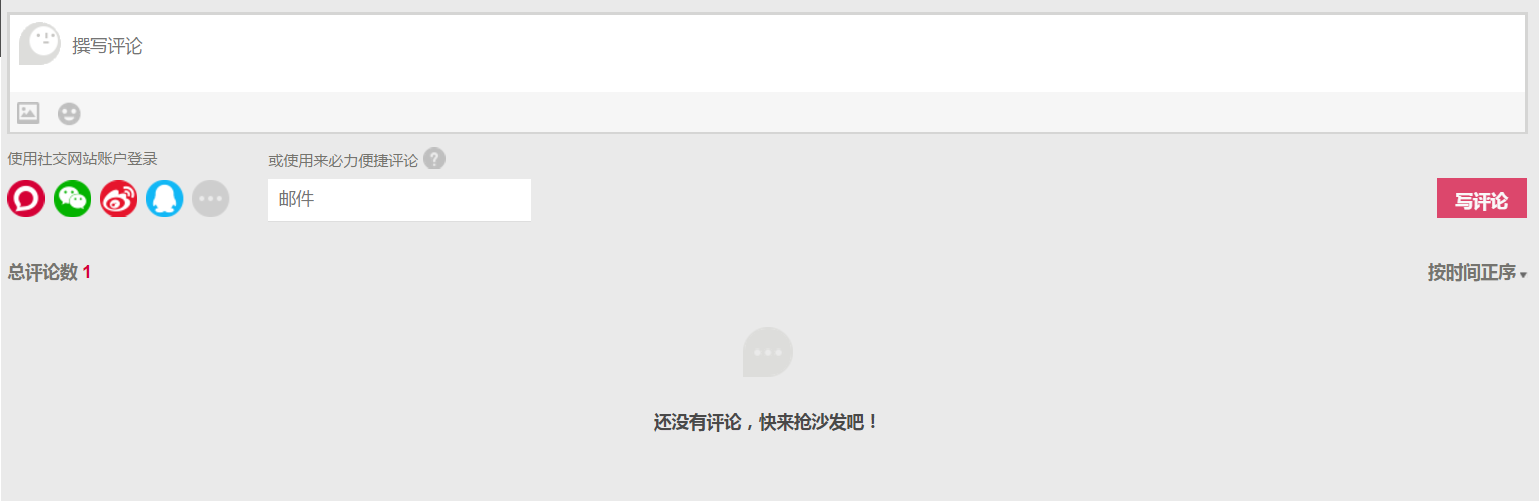 撰写评论
使用社交网站账户登录
或使用来必力便捷评论 ?
邮件
写评论
总评论数 1
按时间正序
还没有评论，快来抢沙发吧！